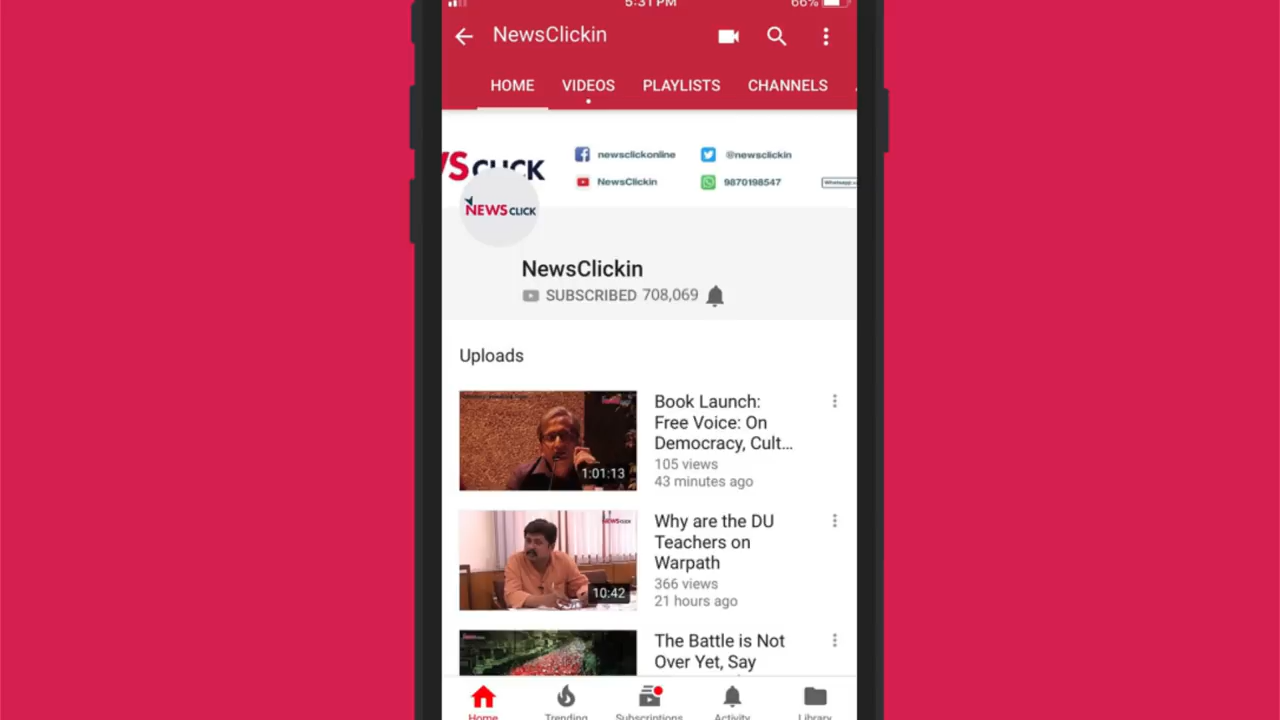 5:31 PM
66%
NewsClickin
HOME VIDEOS PLAYLISTS CHANNELS
WS CLICK
newsclickonline
@newsclickin
NewsClickin
9870198547
NEWS CLICK
NewsClickin
SUBSCRIBED 708,069
Uploads
Book Launch:
Free Voice: On
Democracy, Cult...
105 views
43 minutes ago
1:01:13
Why are the DU
Teachers on
Warpath
366 views
21 hours ago
NEWSCLICK
10:42
The Battle is Not
Over Yet, Say
Home Trending Subscriptions Activity Library